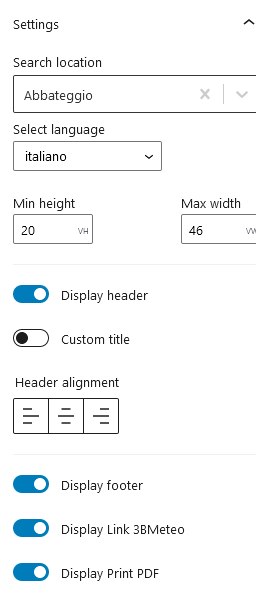 Settings
Search location
Abbateggio
Select language
italiano
Min height
Max width
20 VH
46
Display header
Custom title
Header alignment
Display footer
Display Link 3BMeteo
Display Print PDF